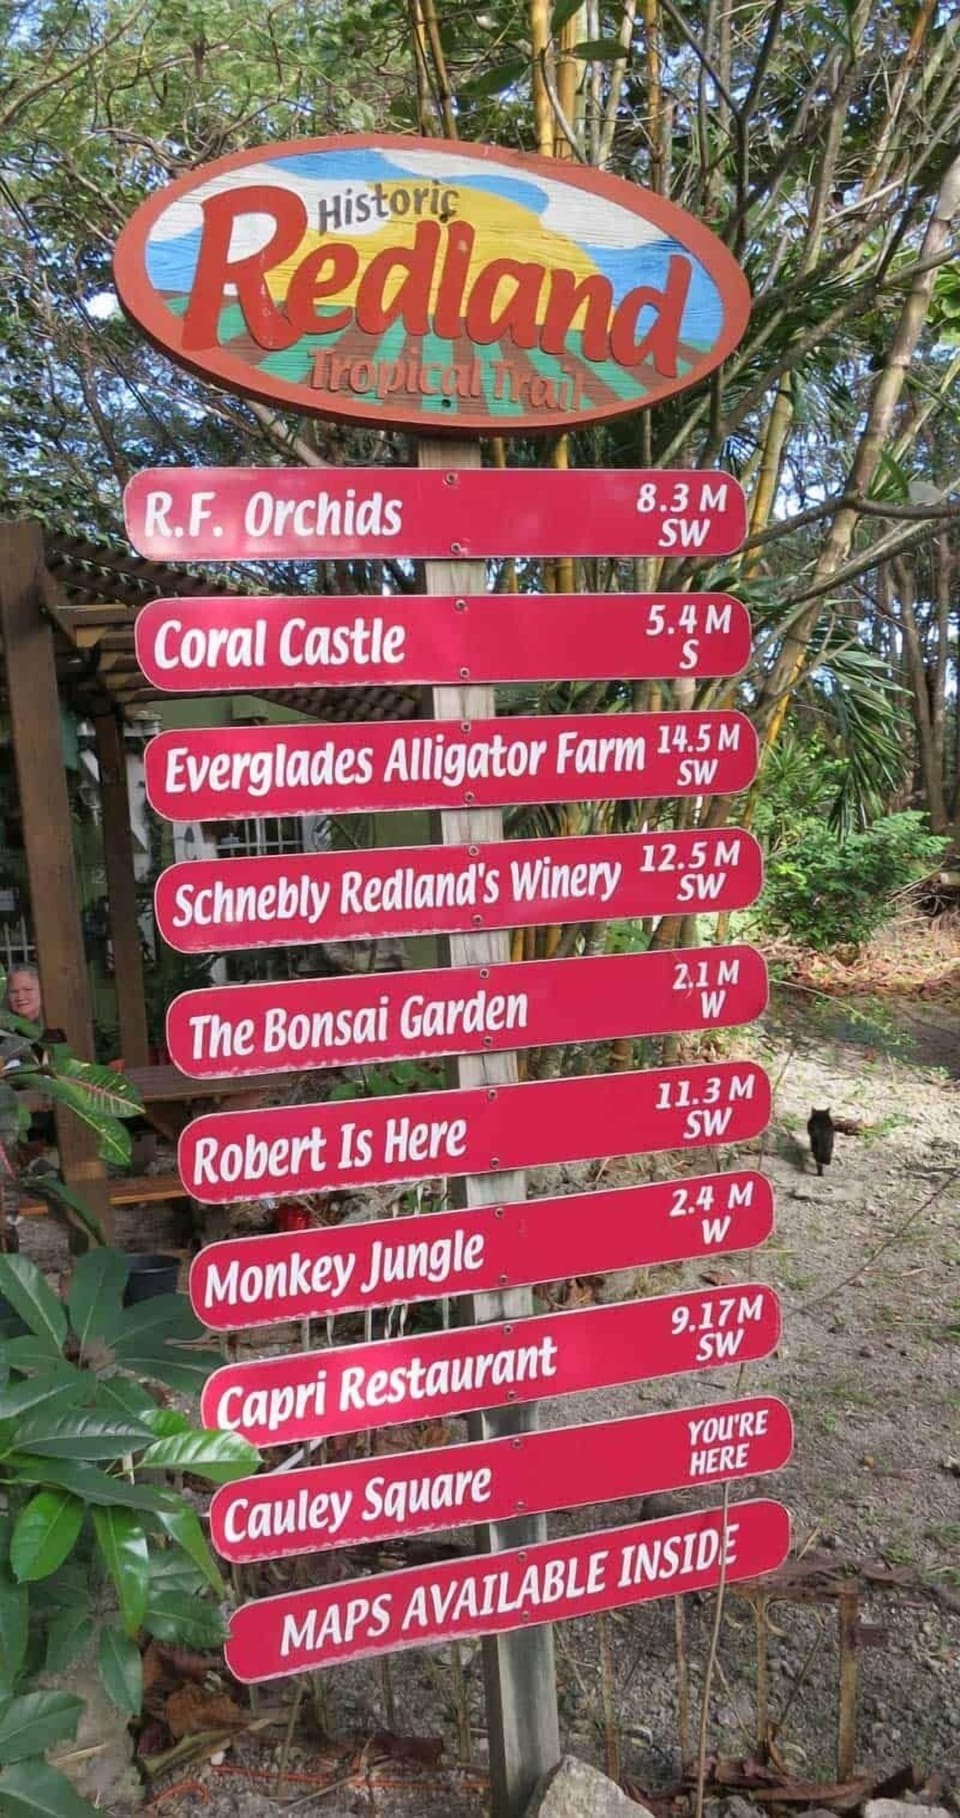 Historic
Redland
Tropical Trail
R.F. Orchids 8.3 M
SW
Coral Castle 5.4 M
S
Everglades Alligator Farm 14.5 M
SW
Schnebly Redland's Winery 12.5 M
SW
The Bonsai Garden 2.1 M
W
Robert Is Here 11.3 M
SW
Monkey Jungle 2.4 M
W
Capri Restaurant 9.17M
SW
Cauley Square YOU'RE
HERE
MAPS AVAILABLE INSIDE